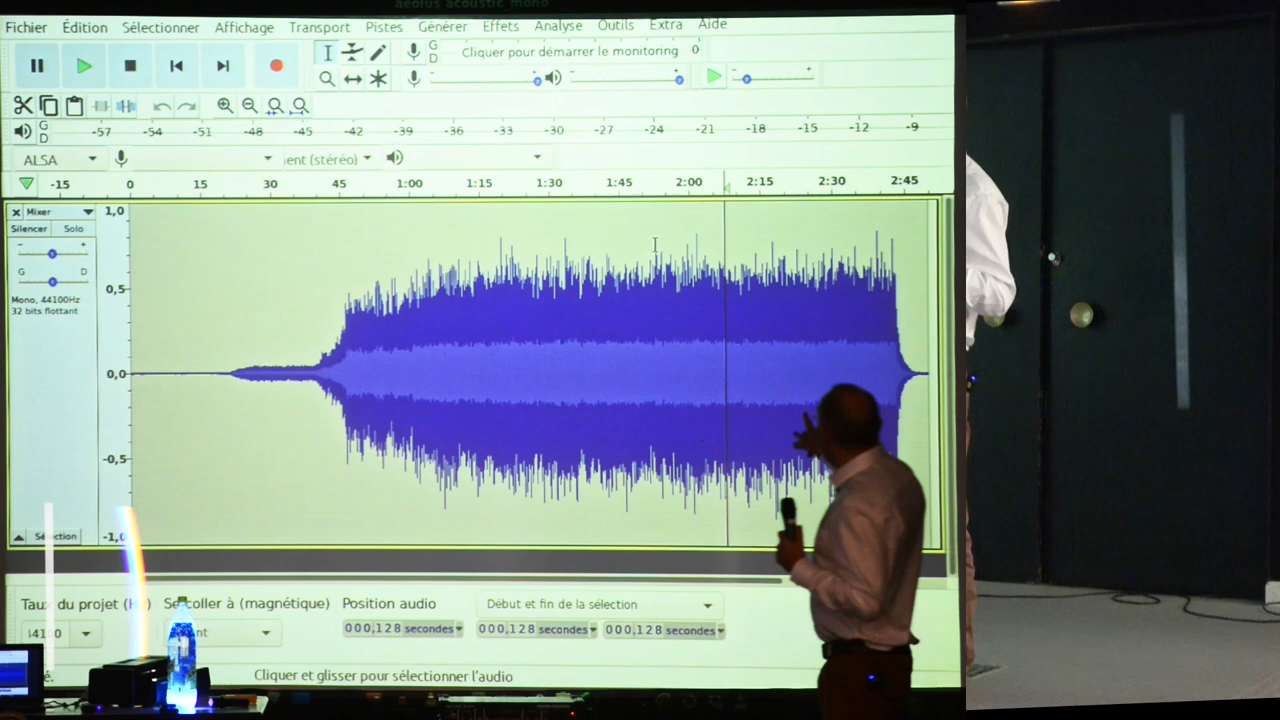 aeolus acoustic mono
Fichier Édition Sélectionner Affichage Transport Pistes Générer Effets Analyse Outils Extra Aide
G
D
Cliquer pour démarrer le monitoring 0
- + - + - +
G
D
-57 -54 -51 -48 -45 -42 -39 -36 -33 -30 -27 -24 -21 -18 -15 -12 -9
ALSA ent (stéréo)
-15 0 15 30 45 1:00 1:15 1:30 1:45 2:00 2:15 2:30 2:45
Mixer
Silencer Solo
- +
G D
Mono, 44100Hz
32 bits flottant
1,0
0,5
0,0
-0,5
-1,0
Sélection
Taux du projet Se coller à (magnétique) Position audio Début et fin de la sélection
000,128 secondes 000,128 secondes 000,128 secondes
Cliquer et glisser pour sélectionner l'audio